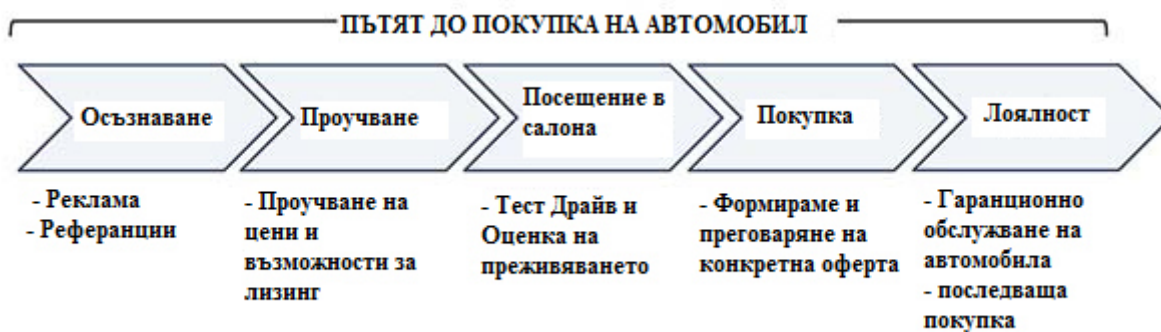 ПЪТЯТ ДО ПОКУПКА НА АВТОМОБИЛ
Осъзнаване
Проучване
Посещение в
салона
Покупка
Лоялност
- Реклама
- Референции
- Проучване на
цени и
възможности за
лизинг
- Тест Драйв и
Оценка на
преживяването
- Формираме и
преговаряне на
конкретна оферта
- Гаранционно
обслужване на
автомобила
- последваща
покупка